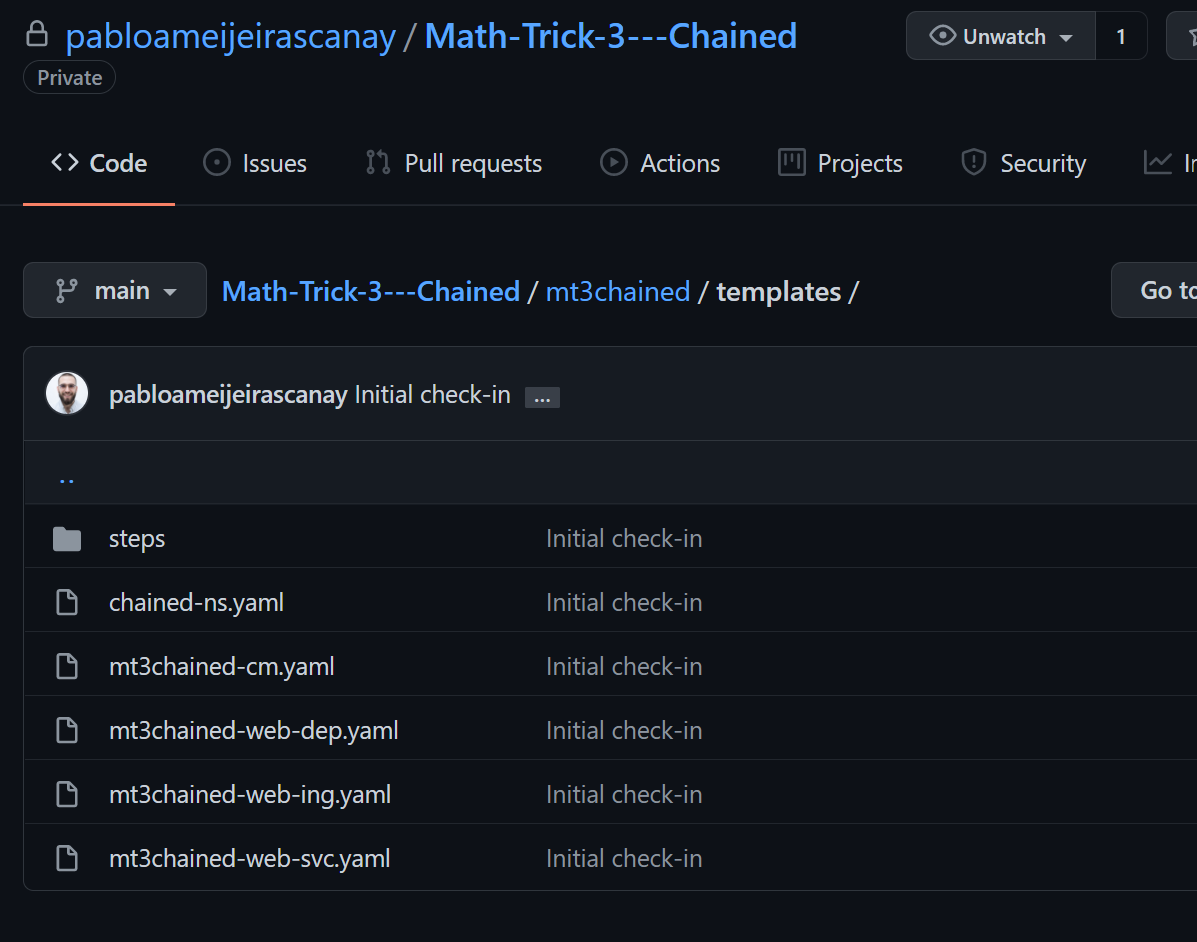 pabloameijeirascanay / Math-Trick-3---Chained
Unwatch 1
Private
Code Issues Pull requests Actions Projects Security
main Math-Trick-3---Chained / mt3chained / templates / Go to
pabloameijeirascanay Initial check-in ...
..
steps Initial check-in
chained-ns.yaml Initial check-in
mt3chained-cm.yaml Initial check-in
mt3chained-web-dep.yaml Initial check-in
mt3chained-web-ing.yaml Initial check-in
mt3chained-web-svc.yaml Initial check-in